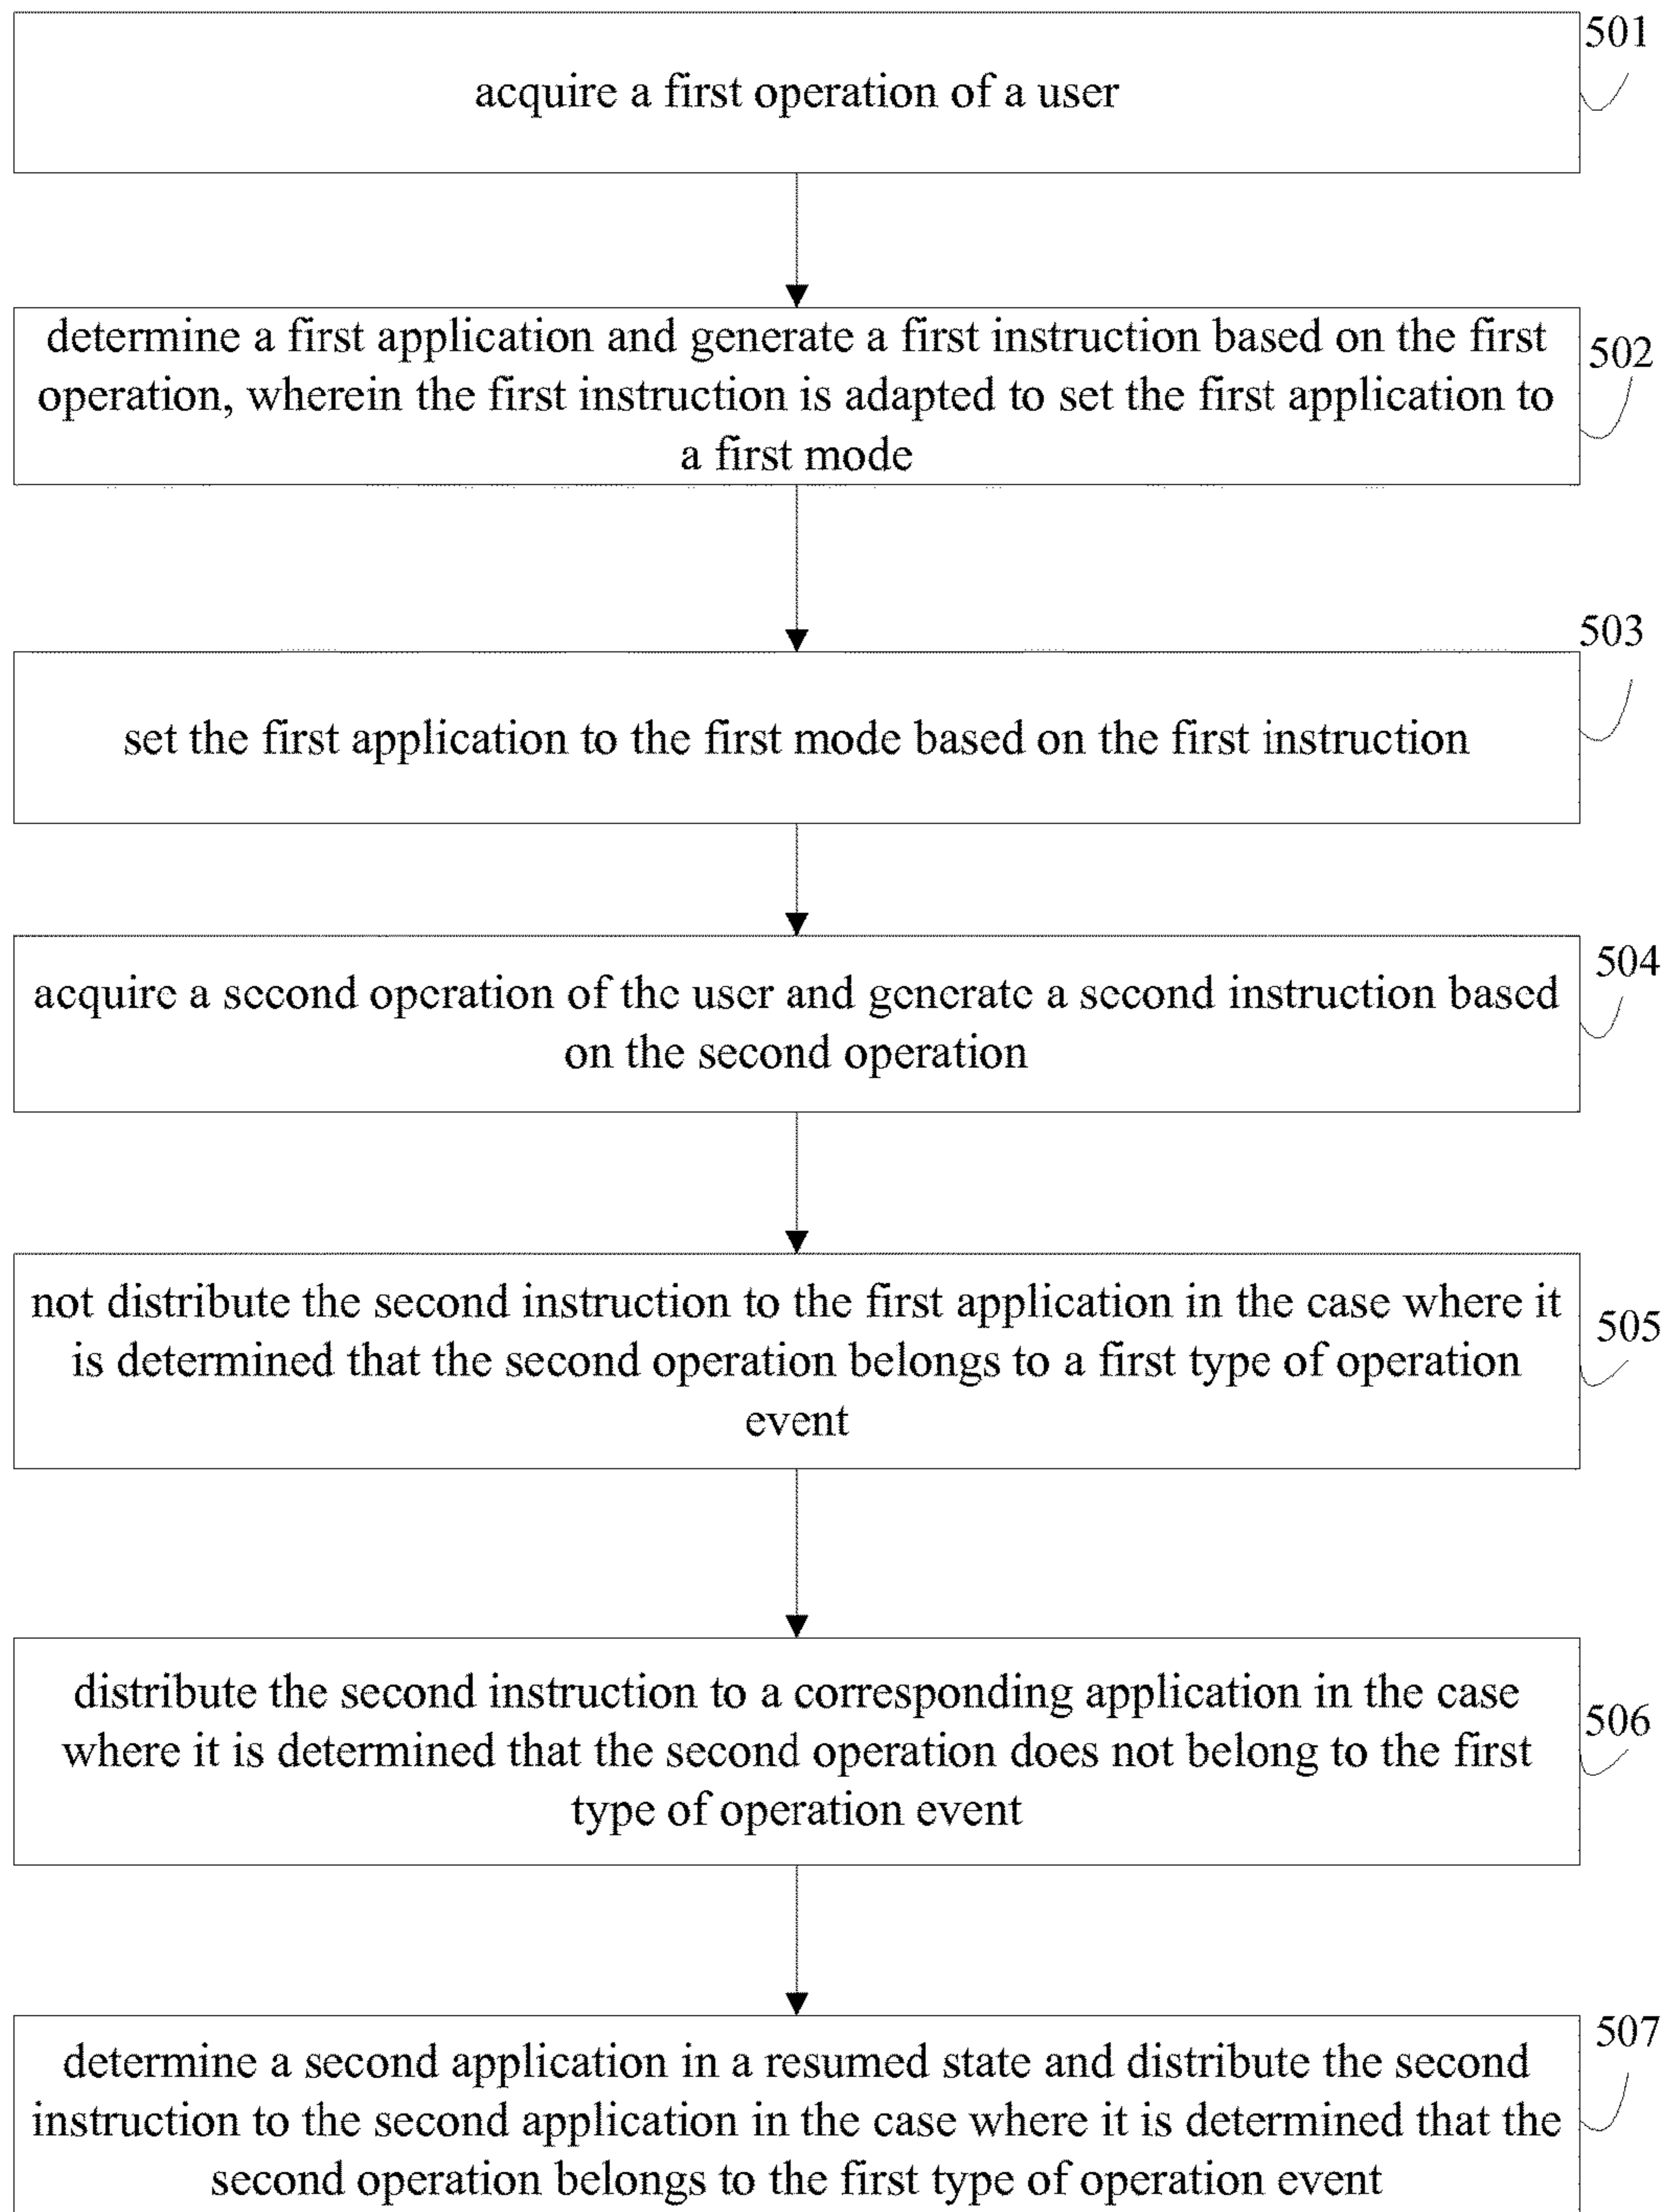 501
acquire a first operation of a user
determine a first application and generate a first instruction based on the first
operation, wherein the first instruction is adapted to set the first application to
a first mode
502
503
set the first application to the first mode based on the first instruction
504
acquire a second operation of the user and generate a second instruction based
on the second operation
not distribute the second instruction to the first application in the case where it
is determined that the second operation belongs to a first type of operation
event
505
distribute the second instruction to a corresponding application in the case
where it is determined that the second operation does not belong to the first
type of operation event
506
507
determine a second application in a resumed state and distribute the second
instruction to the second application in the case where it is determined that the
second operation belongs to the first type of operation event